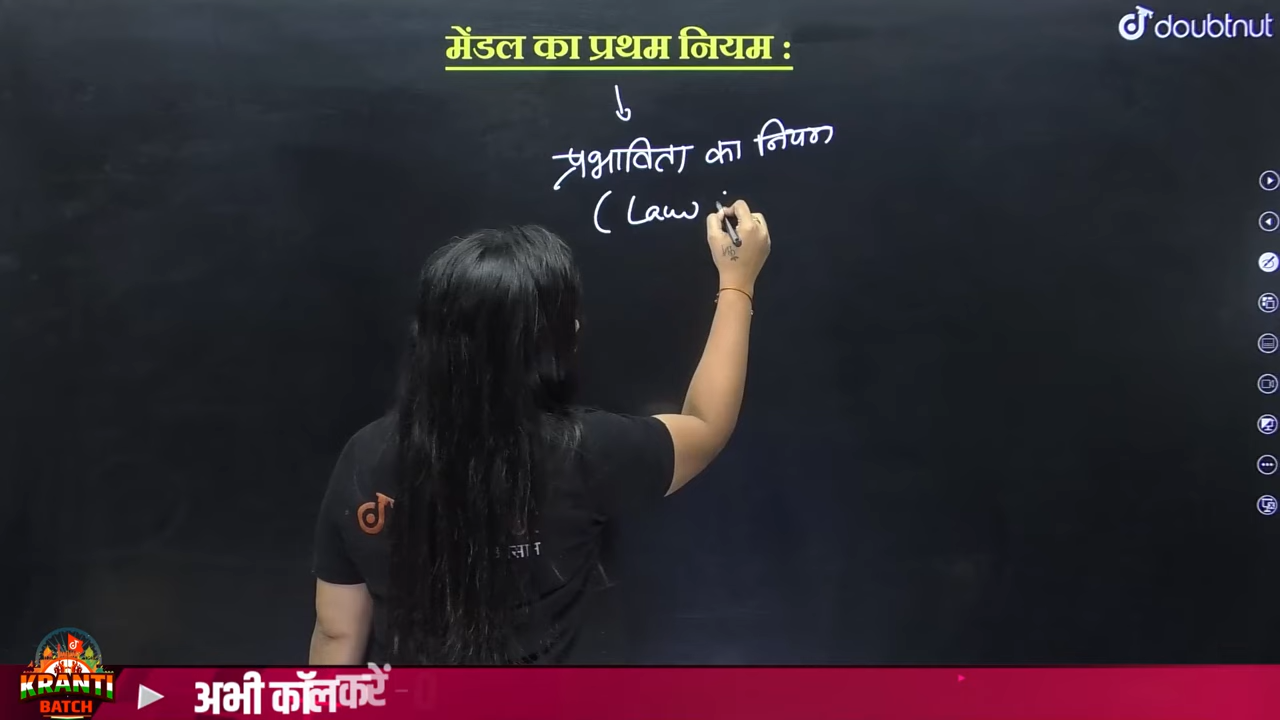 doubtnut
मेंडल का प्रथम नियम :
प्रभाविता का नियम
( Law
KRANTI
BATCH
अभी कॉल करें -